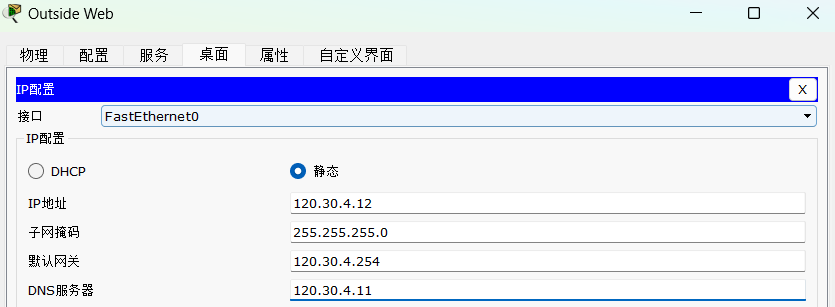 Outside Web
物理 配置 服务 桌面 属性 自定义界面
IP配置 X
接口 FastEthernet0
IP配置
DHCP 静态
IP地址 120.30.4.12
子网掩码 255.255.255.0
默认网关 120.30.4.254
DNS服务器 120.30.4.11